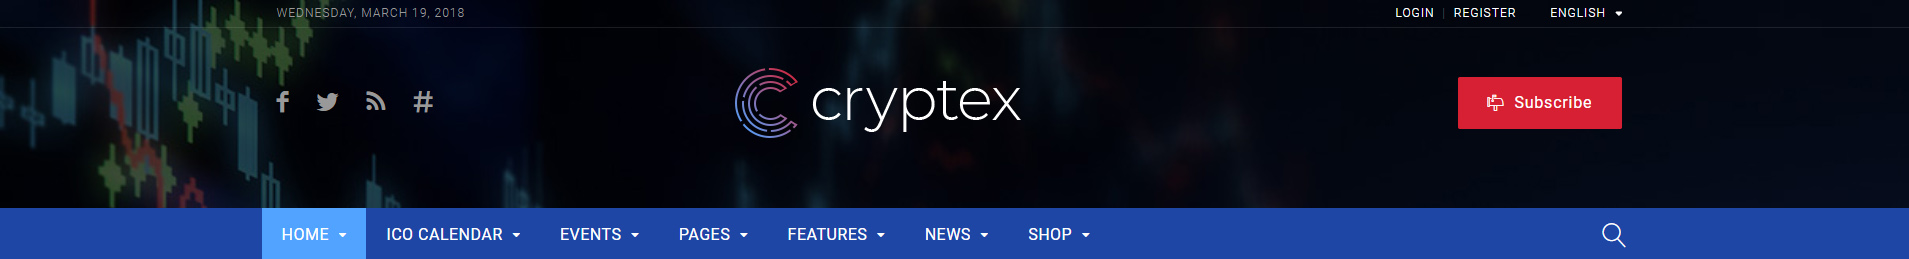 WEDNESDAY, MARCH 19, 2018
LOGIN | REGISTER ENGLISH
cryptex
Subscribe
HOME ICO CALENDAR EVENTS PAGES FEATURES NEWS SHOP